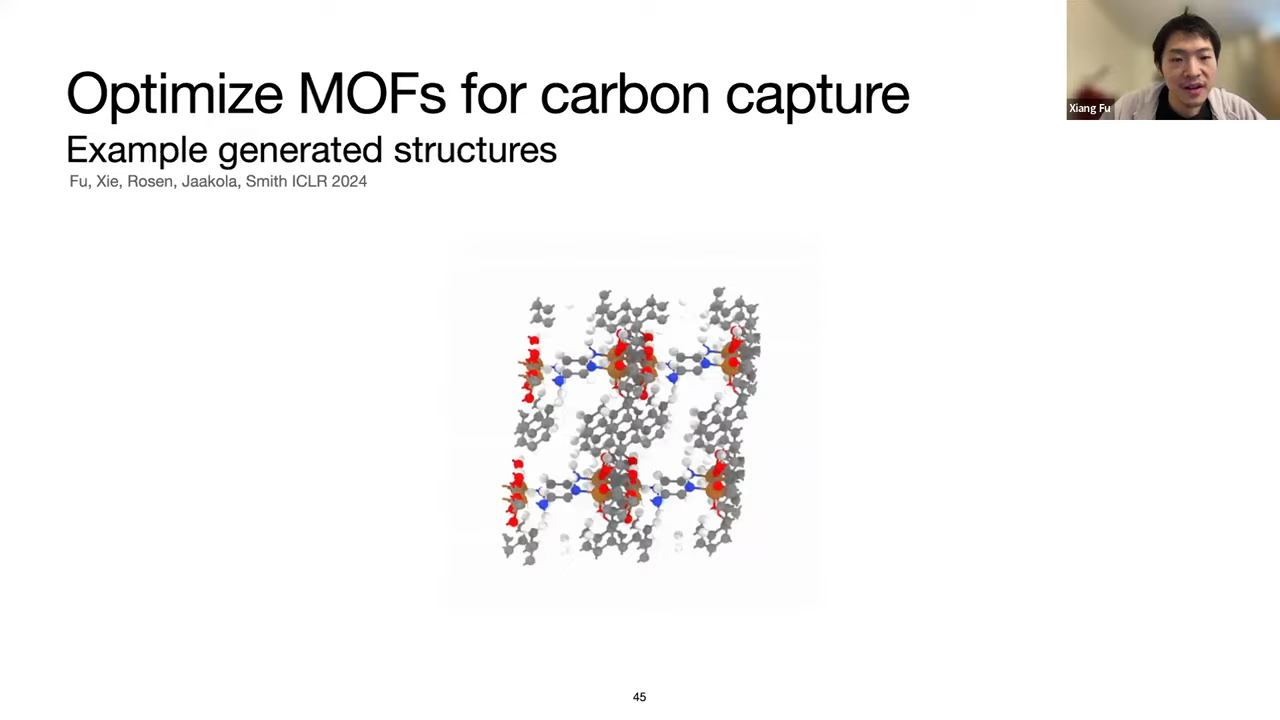 Optimize MOFs for carbon capture
Example generated structures
Fu, Xie, Rosen, Jaakola, Smith ICLR 2024
Xiang Fu
45